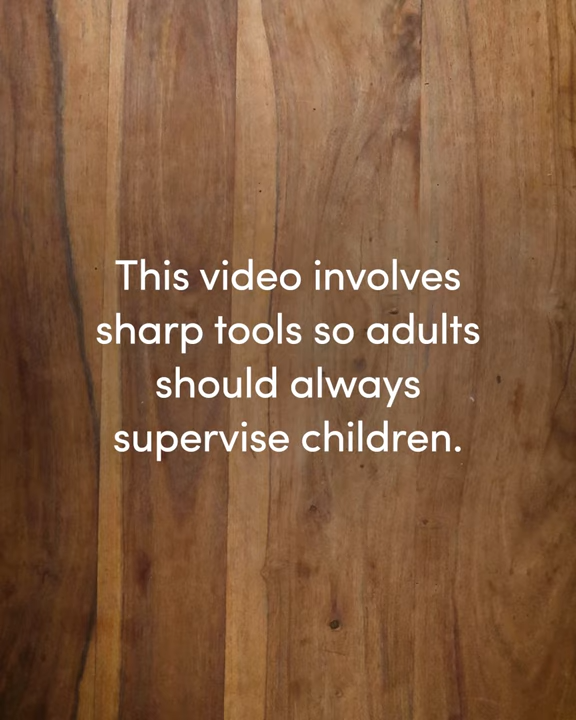 This video involves
sharp tools so adults
should always
supervise children.